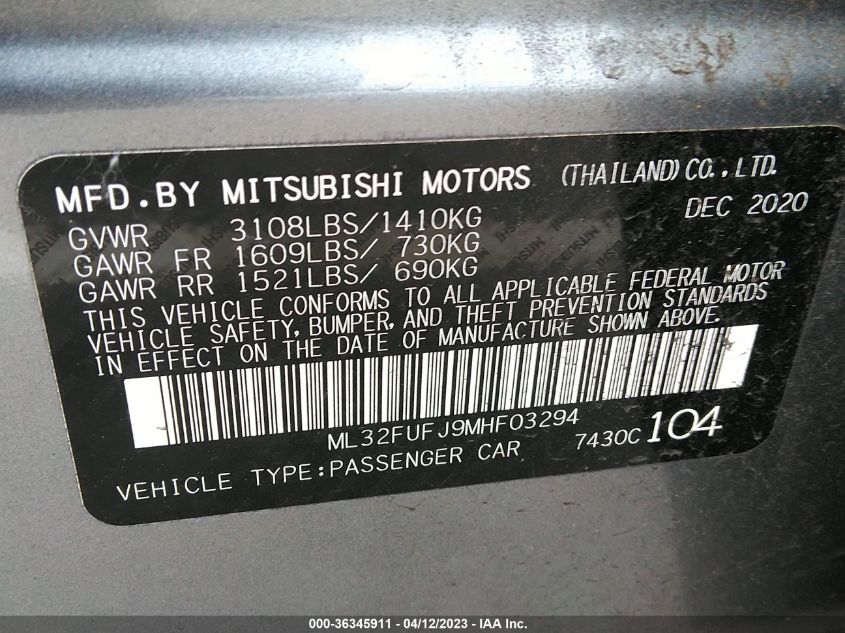 MFD.BY MITSUBISHI MOTORS (THAILAND) CO., LTD.
DEC 2020
GVWR 3108LBS/1410KG
GAWR FR 1609LBS/ 730KG
GAWR RR 1521LBS/ 690KG
THIS VEHICLE CONFORMS TO ALL APPLICABLE FEDERAL MOTOR
VEHICLE SAFETY, BUMPER, AND THEFT PREVENTION STANDARDS
IN EFFECT ON THE DATE OF MANUFACTURE SHOWN ABOVE.
ML32FUFJ9MHF03294
7430C 104
VEHICLE TYPE:PASSENGER CAR
000-36345911 - 04/12/2023 - IAA Inc.